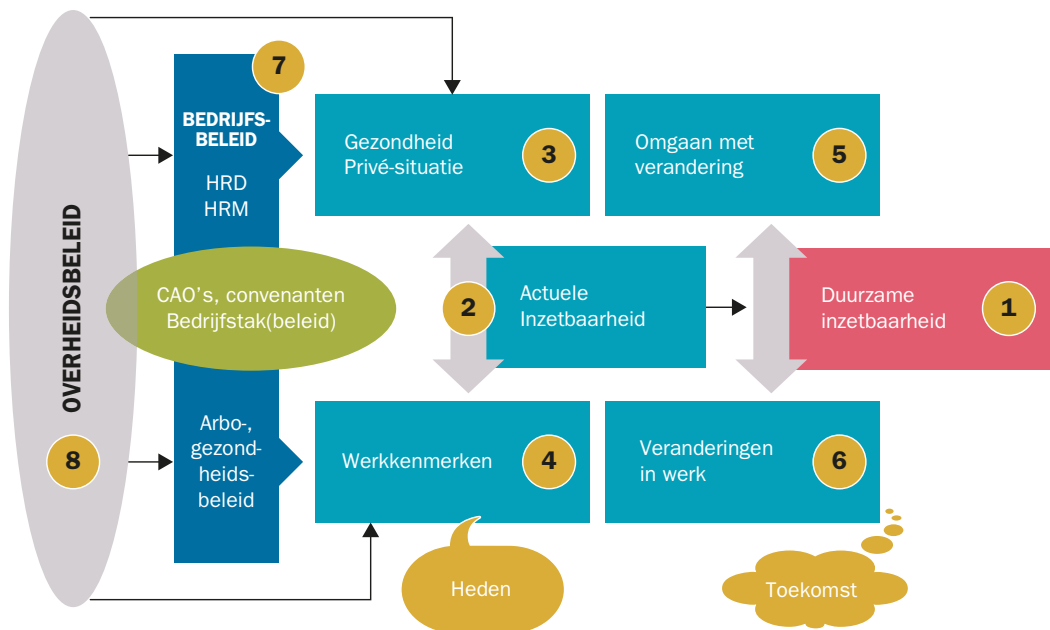 OVERHEIDSBELEID
8
7
BEDRIJFS-
BELEID
HRD
HRM
CAO’s, convenanten
Bedrijfstak(beleid)
Arbo-,
gezond-
heids-
beleid
Gezondheid
Privé-situatie
3
Omgaan met
verandering
5
2
Actuele
Inzetbaarheid
Duurzame
inzetbaarheid
1
Werkkenmerken
4
Veranderingen
in werk
6
Heden
Toekomst